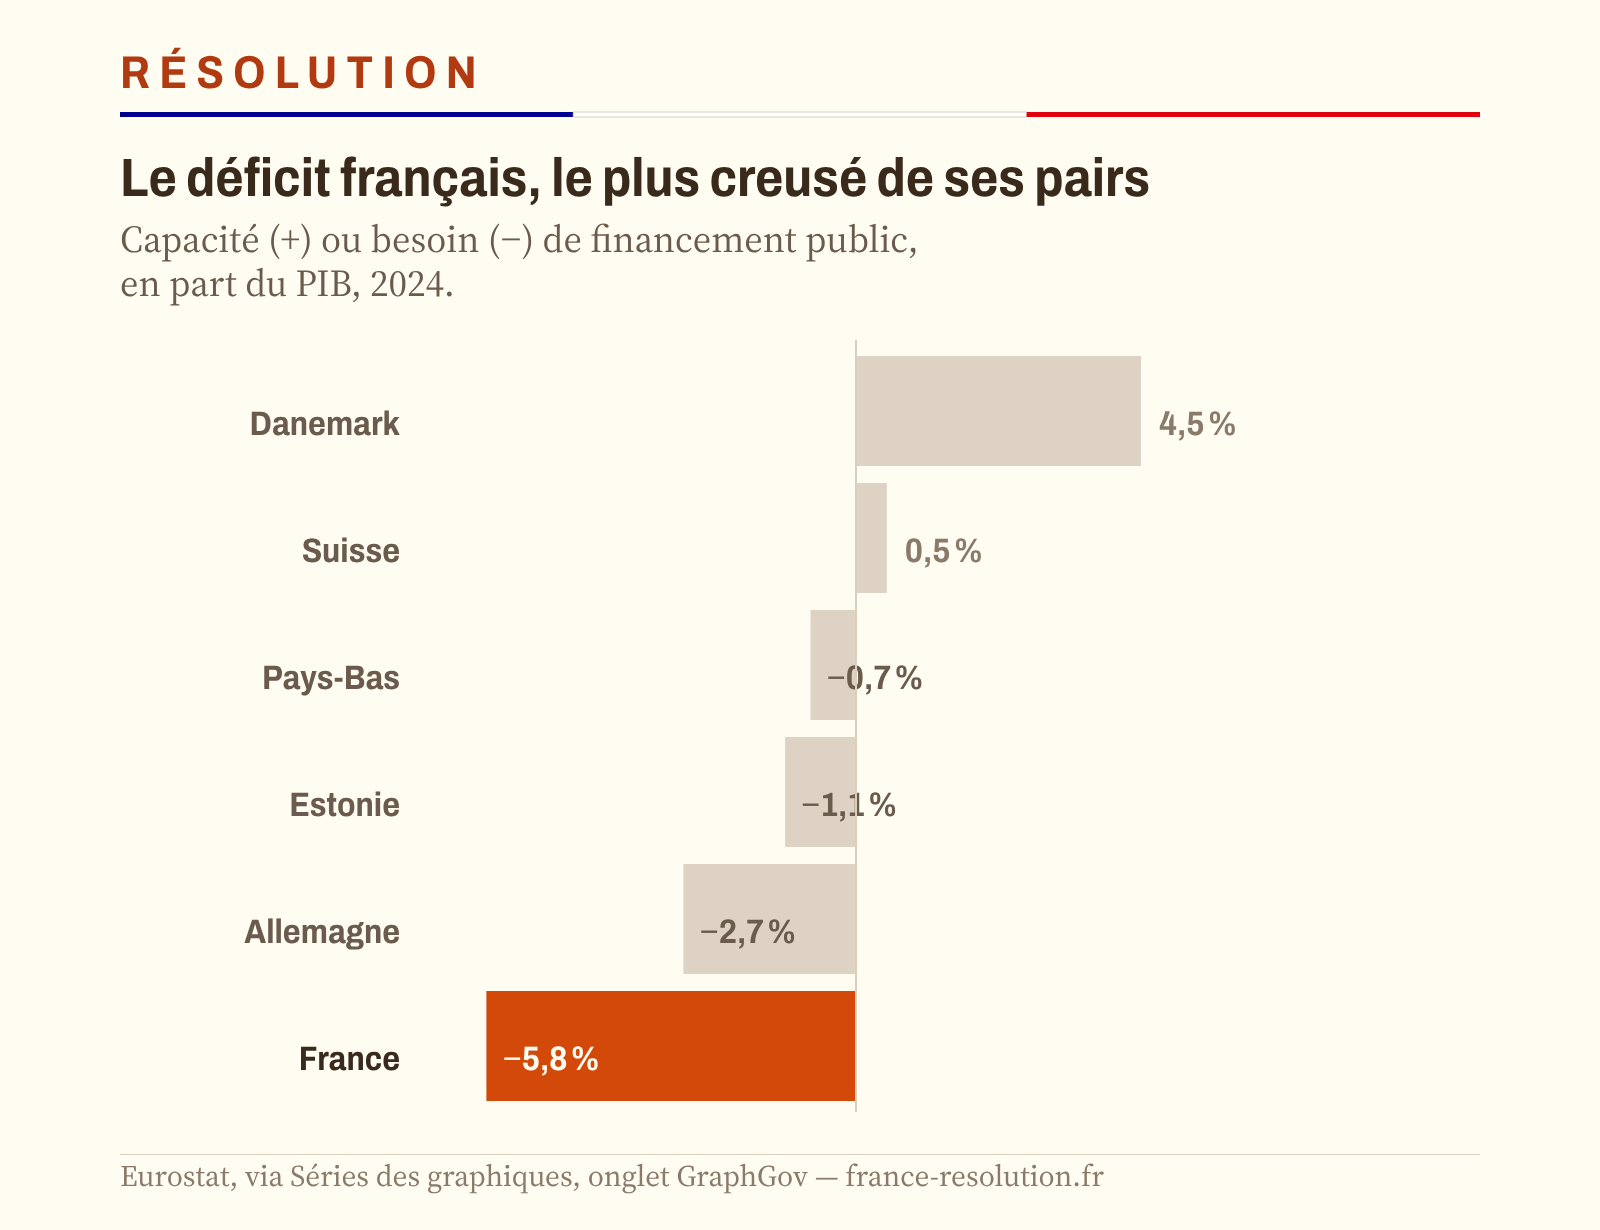 RÉSOLUTION
Le déficit français, le plus creusé de ses pairs
Capacité (+) ou besoin (−) de financement public,
en part du PIB, 2024.
Danemark 4,5 %
Suisse 0,5 %
Pays-Bas −0,7 %
Estonie −1,1 %
Allemagne −2,7 %
France −5,8 %
Eurostat, via Séries des graphiques, onglet GraphGov — france-resolution.fr